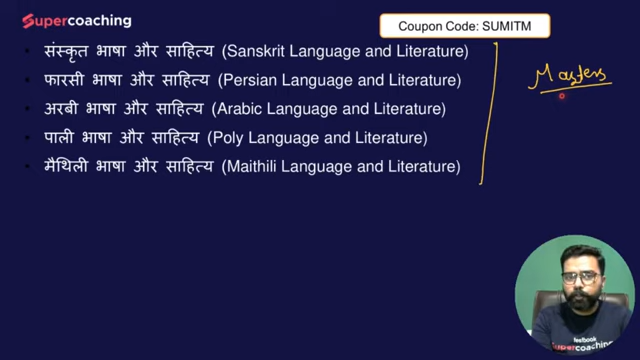 Supercoaching
Coupon Code: SUMITM
• संस्कृत भाषा और साहित्य (Sanskrit Language and Literature)
• फारसी भाषा और साहित्य (Persian Language and Literature)
• अरबी भाषा और साहित्य (Arabic Language and Literature)
• पाली भाषा और साहित्य (Poly Language and Literature)
• मैथिली भाषा और साहित्य (Maithili Language and Literature)
Masters
testbook
Supercoaching